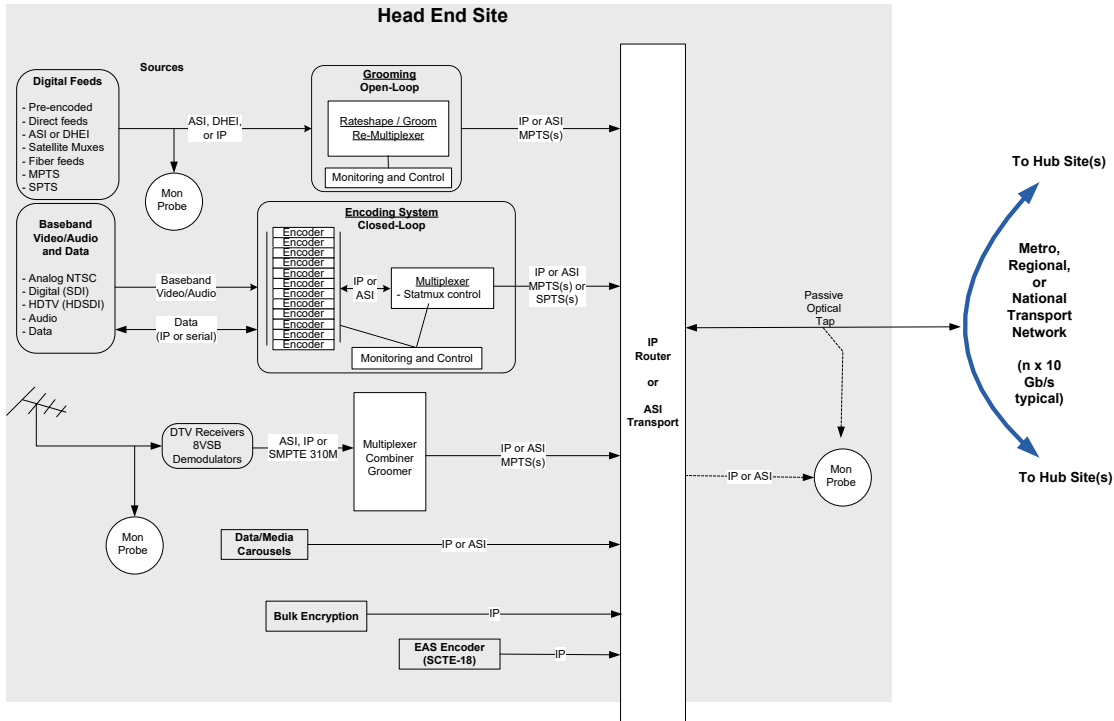 Head End Site
Sources
Digital Feeds
- Pre-encoded
- Direct feeds
- ASI or DHEI
- Satellite Muxes
- Fiber feeds
- MPTS
- SPTS
ASI, DHEI,
or IP
Mon
Probe
Grooming
Open-Loop
Rateshape / Groom
Re-Multiplexer
Monitoring and Control
IP or ASI
MPTS(s)
Baseband
Video/Audio
and Data
- Analog NTSC
- Digital (SDI)
- HDTV (HDSDI)
- Audio
- Data
Baseband
Video/Audio
Data
(IP or serial)
Encoding System
Closed-Loop
Encoder
Encoder
Encoder
Encoder
Encoder
Encoder
Encoder
Encoder
Encoder
Encoder
Encoder
Encoder
IP or
ASI
Multiplexer
- Statmux control
Monitoring and Control
IP or ASI
MPTS(s) or
SPTS(s)
DTV Receivers
8VSB
Demodulators
Mon
Probe
ASI, IP or
SMPTE 310M
Multiplexer
Combiner
Groomer
IP or ASI
MPTS(s)
Data/Media
Carousels
IP or ASI
Bulk Encryption
IP
EAS Encoder
(SCTE-18)
IP
IP
Router
or
ASI
Transport
Passive
Optical
Tap
IP or ASI
Mon
Probe
To Hub Site(s)
Metro,
Regional,
or
National
Transport
Network
(n x 10
Gb/s
typical)
To Hub Site(s)